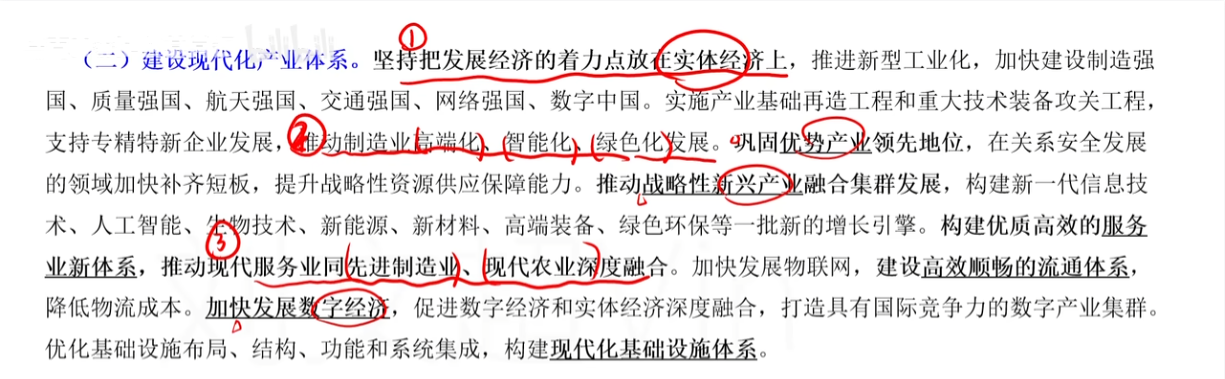 （二）建设现代化产业体系。坚持把发展经济的着力点放在实体经济上，推进新型工业化，加快建设制造强
国、质量强国、航天强国、交通强国、网络强国、数字中国。实施产业基础再造工程和重大技术装备攻关工程，
支持专精特新企业发展，推动制造业高端化、智能化、绿色化发展。巩固优势产业领先地位，在关系安全发展
的领域加快补齐短板，提升战略性资源供应保障能力。推动战略性新兴产业融合集群发展，构建新一代信息技
术、人工智能、生物技术、新能源、新材料、高端装备、绿色环保等一批新的增长引擎。构建优质高效的服务
业新体系，推动现代服务业同先进制造业、现代农业深度融合。加快发展物联网，建设高效顺畅的流通体系，
降低物流成本。加快发展数字经济，促进数字经济和实体经济深度融合，打造具有国际竞争力的数字产业集群。
优化基础设施布局、结构、功能和系统集成，构建现代化基础设施体系。
①
②
③